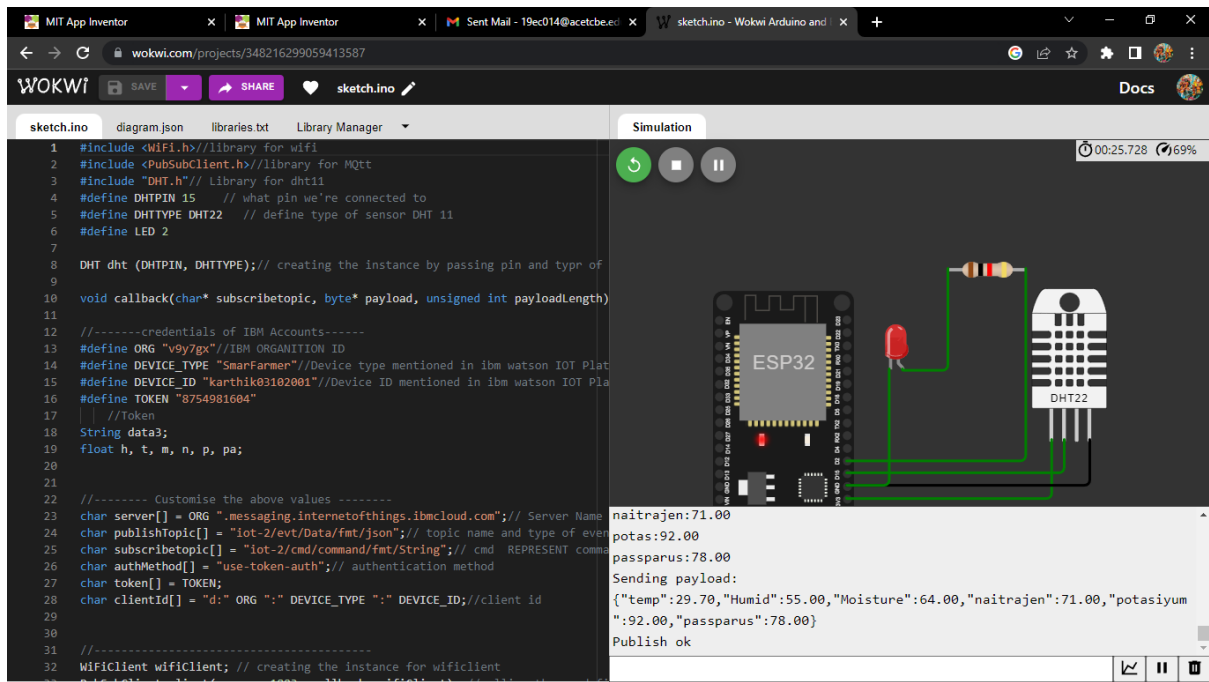 MIT App Inventor
MIT App Inventor
Sent Mail - 19ec014@acetcbe.ed
sketch.ino - Wokwi Arduino and
wokwi.com/projects/348216299059413587
WOKWi
SAVE
SHARE
sketch.ino
Docs
sketch.ino
diagram.json
libraries.txt
Library Manager
1 #include <WiFi.h>//library for wifi
2 #include <PubSubClient.h>//library for MQtt
3 #include "DHT.h"// Library for dht11
4 #define DHTPIN 15 // what pin we're connected to
5 #define DHTTYPE DHT22 // define type of sensor DHT 11
6 #define LED 2
7
8 DHT dht (DHTPIN, DHTTYPE);// creating the instance by passing pin and typr of
9
10 void callback(char* subscribetopic, byte* payload, unsigned int payloadLength)
11
12 //-------credentials of IBM Accounts------
13 #define ORG "v9y7gx"//IBM ORGANITION ID
14 #define DEVICE_TYPE "SmarFarmer"//Device type mentioned in ibm watson IOT Plat
15 #define DEVICE_ID "karthik03102001"//Device ID mentioned in ibm watson IOT Pla
16 #define TOKEN "8754981604"
17 //Token
18 String data3;
19 float h, t, m, n, p, pa;
20
21
22 //-------- Customise the above values --------
23 char server[] = ORG ".messaging.internetofthings.ibmcloud.com";// Server Name
24 char publishTopic[] = "iot-2/evt/Data/fmt/json";// topic name and type of even
25 char subscribetopic[] = "iot-2/cmd/command/fmt/String";// cmd REPRESENT comma
26 char authMethod[] = "use-token-auth";// authentication method
27 char token[] = TOKEN;
28 char clientId[] = "d:" ORG ":" DEVICE_TYPE ":" DEVICE_ID;//client id
29
30
31 //-----------------------------------------
32 WiFiClient wifiClient; // creating the instance for wificlient
Simulation
00:25.728 69%
ESP32
DHT22
naitrajen:71.00
potas:92.00
passparus:78.00
Sending payload:
{"temp":29.70,"Humid":55.00,"Moisture":64.00,"naitrajen":71.00,"potasiyum
":92.00,"passparus":78.00}
Publish ok